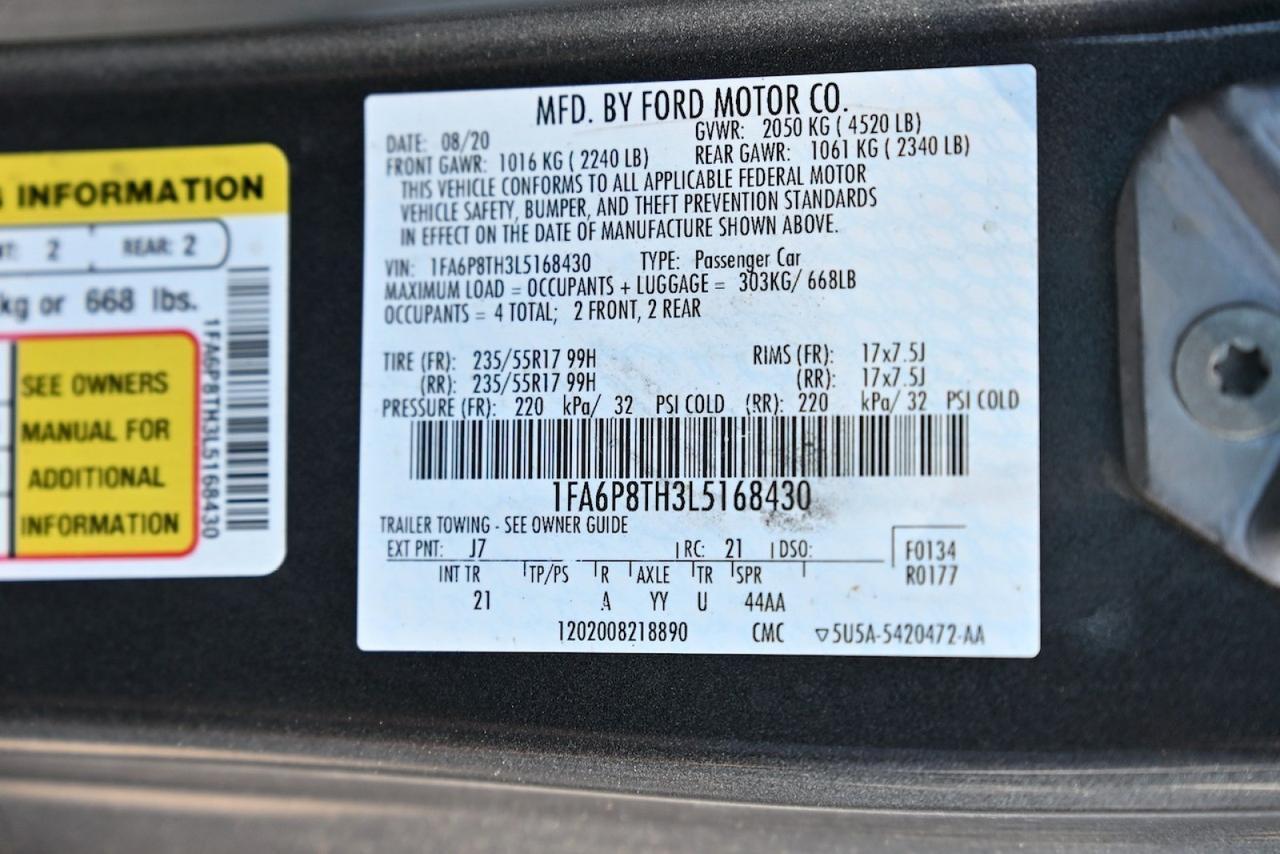 INFORMATION
2 REAR: 2
kg or 668 lbs.
SEE OWNERS
MANUAL FOR
ADDITIONAL
INFORMATION
1FA6P8TH3L5168430
MFD. BY FORD MOTOR CO.
DATE: 08/20 GVWR: 2050 KG ( 4520 LB)
FRONT GAWR: 1016 KG ( 2240 LB) REAR GAWR: 1061 KG ( 2340 LB)
THIS VEHICLE CONFORMS TO ALL APPLICABLE FEDERAL MOTOR
VEHICLE SAFETY, BUMPER, AND THEFT PREVENTION STANDARDS
IN EFFECT ON THE DATE OF MANUFACTURE SHOWN ABOVE.
VIN: 1FA6P8TH3L5168430 TYPE: Passenger Car
MAXIMUM LOAD = OCCUPANTS + LUGGAGE = 303KG/ 668LB
OCCUPANTS = 4 TOTAL; 2 FRONT, 2 REAR
TIRE (FR): 235/55R17 99H RIMS (FR): 17x7.5J
(RR): 235/55R17 99H (RR): 17x7.5J
PRESSURE (FR): 220 kPa/ 32 PSI COLD (RR): 220 kPa/ 32 PSI COLD
1FA6P8TH3L5168430
TRAILER TOWING - SEE OWNER GUIDE
EXT PNT: J7 RC: 21 DSO: F0134
INT TR TP/PS R AXLE TR SPR R0177
21 A YY U 44AA
1202008218890 CMC ▽5U5A-5420472-AA